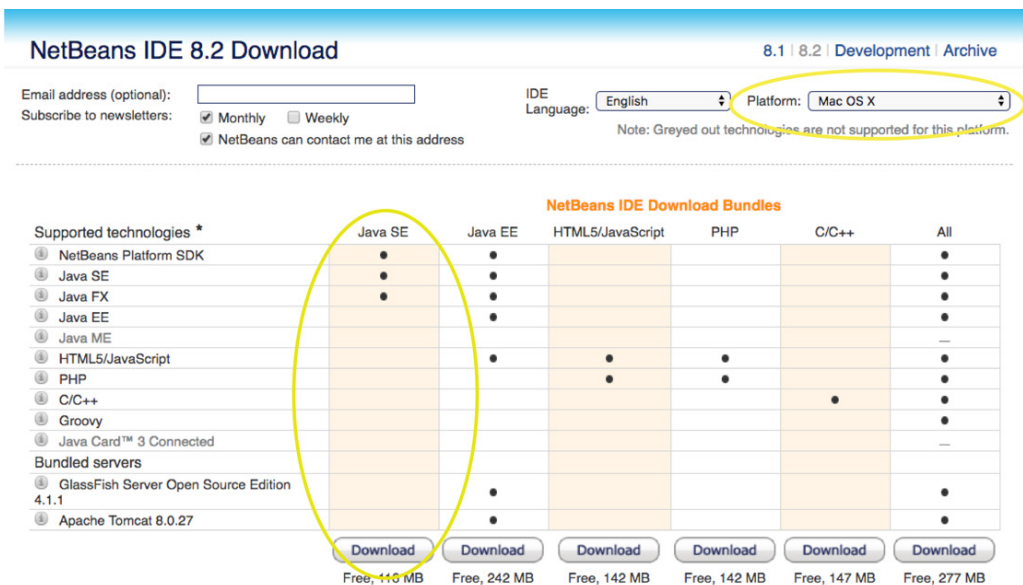 NetBeans IDE 8.2 Download
8.1 | 8.2 | Development | Archive
Email address (optional):
Subscribe to newsletters:
Monthly
Weekly
NetBeans can contact me at this address
IDE
Language:
English
Platform:
Mac OS X
Note: Greyed out technologies are not supported for this platform.
NetBeans IDE Download Bundles
Supported technologies * Java SE Java EE HTML5/JavaScript PHP C/C++ All
NetBeans Platform SDK
Java SE
Java FX
Java EE
Java ME —
HTML5/JavaScript
PHP
C/C++
Groovy
Java Card™ 3 Connected —
Bundled servers
GlassFish Server Open Source Edition
4.1.1
Apache Tomcat 8.0.27
Download Download Download Download Download Download
Free, MB Free, 242 MB Free, 142 MB Free, 142 MB Free, 147 MB Free, 277 MB